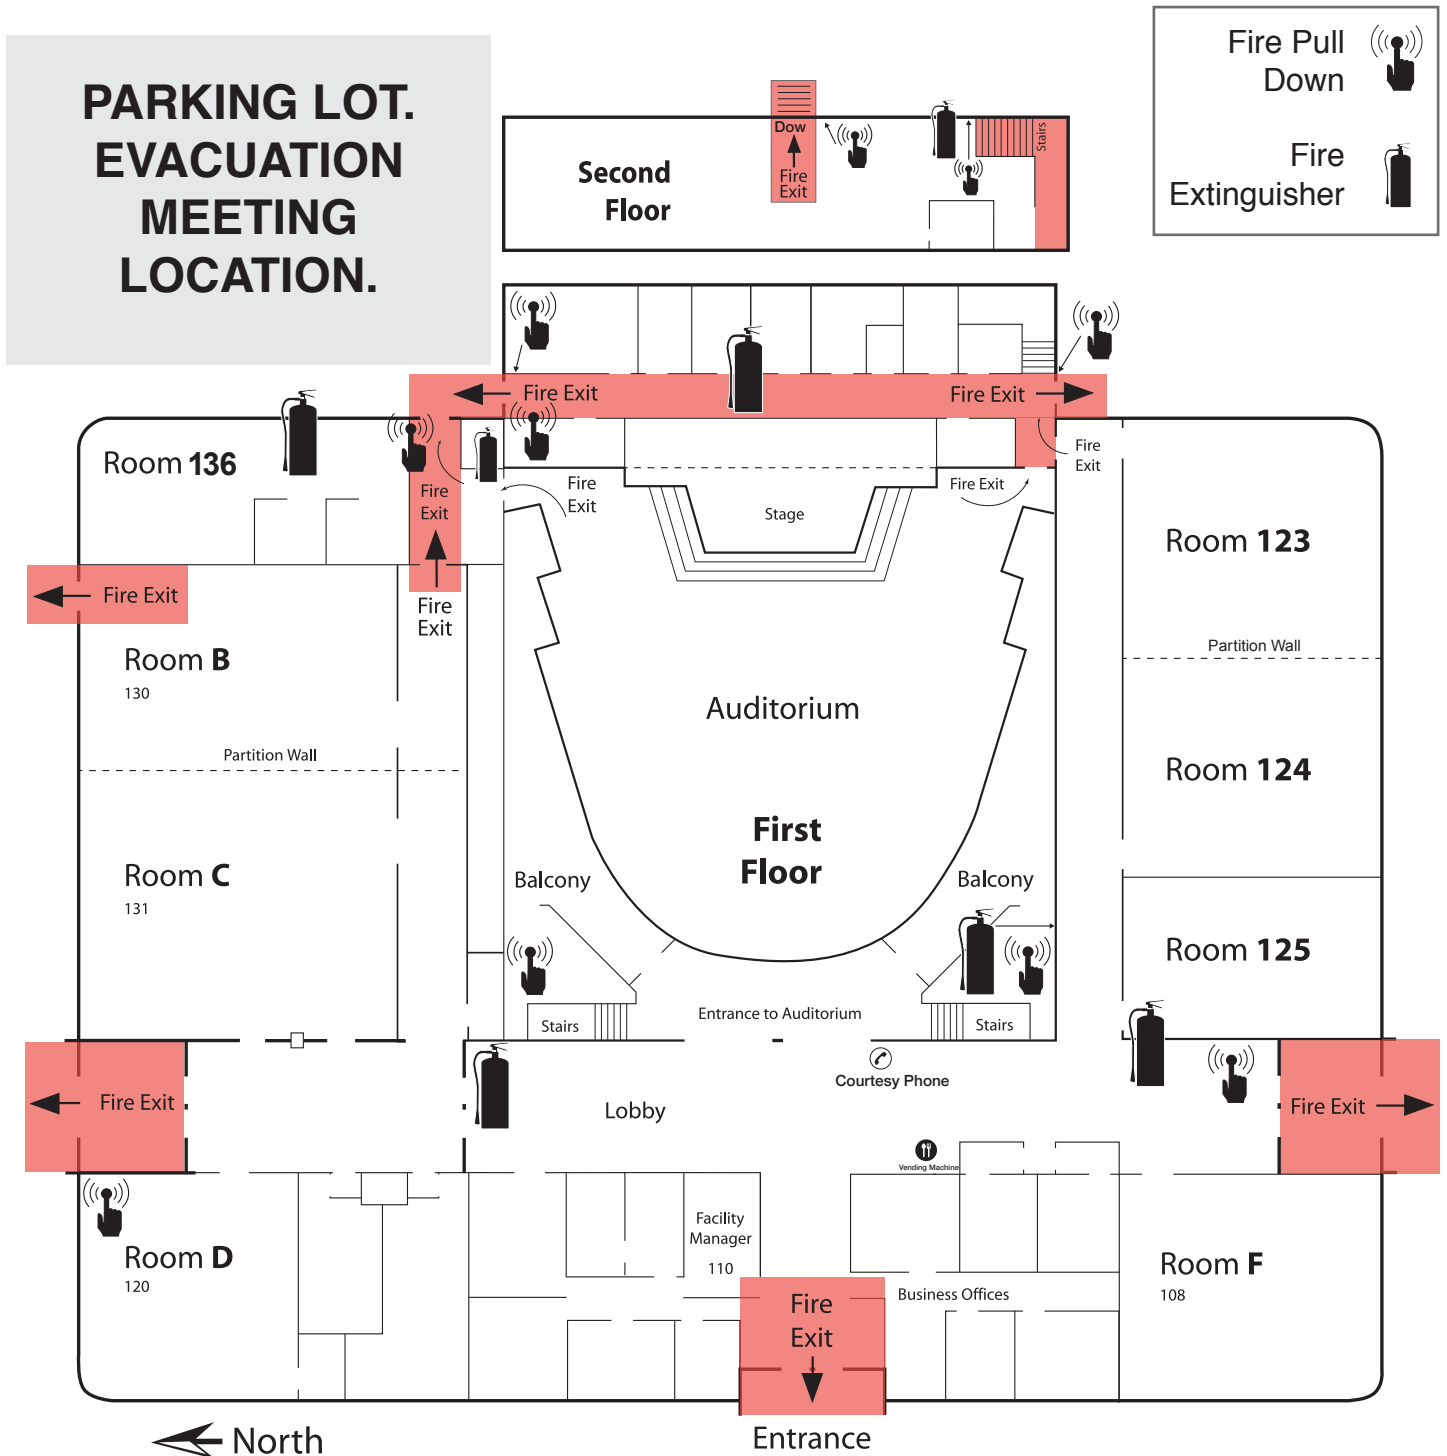 PARKING LOT.
EVACUATION
MEETING
LOCATION.
Fire Pull
Down
Fire
Extinguisher
Second
Floor
Dow
Fire
Exit
Stairs
Fire Exit
Fire Exit
Room 136
Fire
Exit
Fire
Exit
Fire Exit
Fire
Exit
Stage
Fire
Exit
Fire Exit
Room B
130
Partition Wall
Room C
131
Room 123
Partition Wall
Room 124
Room 125
Auditorium
First
Floor
Balcony
Balcony
Stairs
Entrance to Auditorium
Stairs
Courtesy Phone
Fire Exit
Lobby
Fire Exit
Vending Machine
Room D
120
Facility
Manager
110
Fire
Exit
Business Offices
Room F
108
North
Entrance